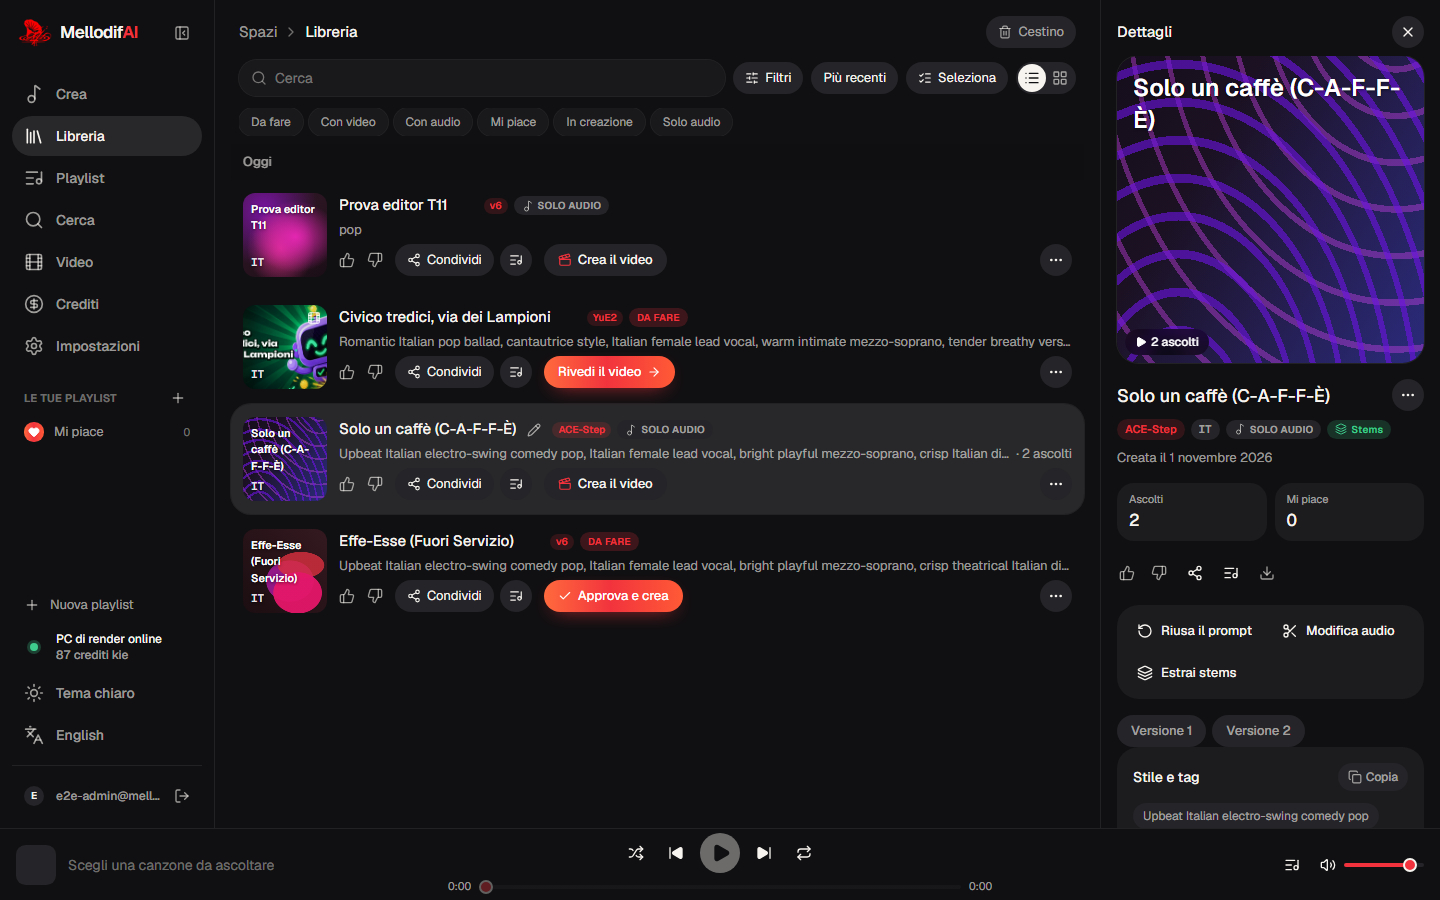 MellodifAI
Crea
Libreria
Playlist
Cerca
Video
Crediti
Impostazioni
LE TUE PLAYLIST
Mi piace 0
Nuova playlist
PC di render online
87 crediti kie
Tema chiaro
English
E e2e-admin@mell...
Spazi > Libreria
Cestino
Cerca
Filtri
Più recenti
Seleziona
Da fare
Con video
Con audio
Mi piace
In creazione
Solo audio
Oggi
Prova editor
T11
IT
Prova editor T11 v6 SOLO AUDIO
pop
Condividi
Crea il video
Lampioni
IT
Civico tredici, via dei Lampioni YuE2 DA FARE
Romantic Italian pop ballad, cantautrice style, Italian female lead vocal, warm intimate mezzo-soprano, tender breathy vers...
Condividi
Rivedi il video
Solo un
caffè (C-A-
F-F-È)
IT
Solo un caffè (C-A-F-F-È) ACE-Step SOLO AUDIO
Upbeat Italian electro-swing comedy pop, Italian female lead vocal, bright playful mezzo-soprano, crisp Italian di... · 2 ascolti
Condividi
Crea il video
Effe-Esse
(Fuori
Servizio)
IT
Effe-Esse (Fuori Servizio) v6 DA FARE
Upbeat Italian electro-swing comedy pop, Italian female lead vocal, bright playful mezzo-soprano, crisp theatrical Italian di...
Condividi
Approva e crea
Dettagli
Solo un caffè (C-A-F-F-
È)
2 ascolti
Solo un caffè (C-A-F-F-È)
ACE-Step IT SOLO AUDIO Stems
Creata il 1 novembre 2026
Ascolti
2
Mi piace
0
Riusa il prompt
Modifica audio
Estrai stems
Versione 1
Versione 2
Stile e tag
Copia
Upbeat Italian electro-swing comedy pop
Scegli una canzone da ascoltare
0:00
0:00